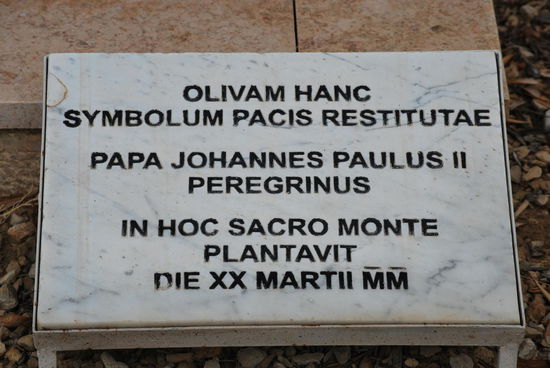 OLIVAM HANC
SYMBOLUM PACIS RESTITUTAE
PAPA JOHANNES PAULUS II
PEREGRINUS
IN HOC SACRO MONTE
PLANTAVIT
DIE XX MARTII M̅M̅